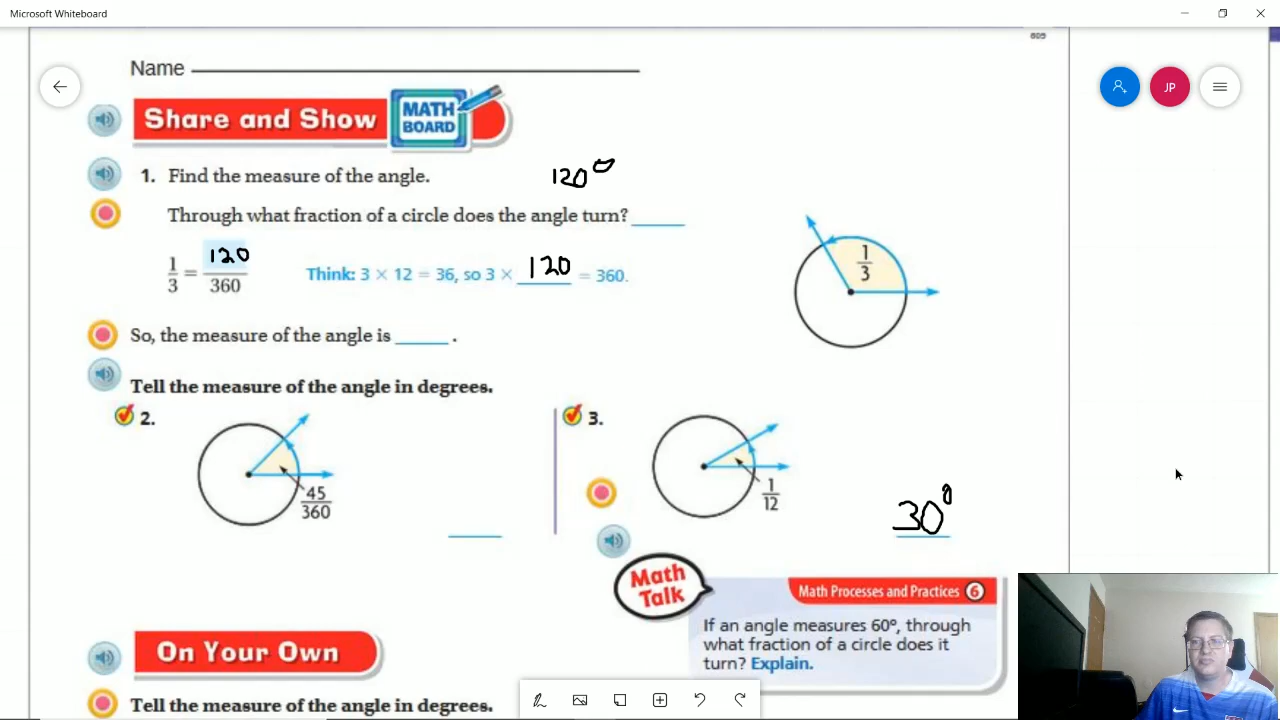 Microsoft Whiteboard
609
Name
JP
Share and Show
MATH
BOARD
1. Find the measure of the angle.
120°
Through what fraction of a circle does the angle turn?
1/3 = 120/360
Think: 3 × 12 = 36, so 3 × 120 = 360.
1/3
So, the measure of the angle is ____ .
Tell the measure of the angle in degrees.
2.
45/360
3.
1/12
30°
Math
Talk
Math Processes and Practices 6
If an angle measures 60°, through
what fraction of a circle does it
turn? Explain.
On Your Own
Tell the measure of the angle in degrees.